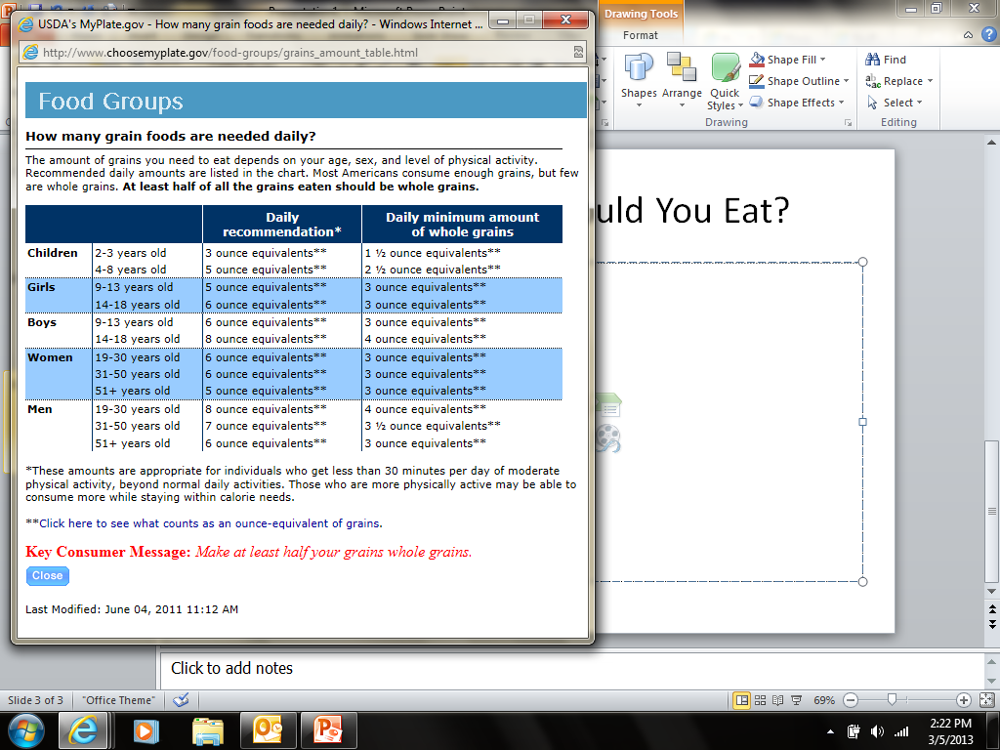 USDA's MyPlate.gov - How many grain foods are needed daily? - Windows Internet ...
http://www.choosemyplate.gov/food-groups/grains_amount_table.html
Food Groups
How many grain foods are needed daily?
The amount of grains you need to eat depends on your age, sex, and level of physical activity.
Recommended daily amounts are listed in the chart. Most Americans consume enough grains, but few
are whole grains. At least half of all the grains eaten should be whole grains.
Daily recommendation* Daily minimum amount of whole grains
Children 2-3 years old 3 ounce equivalents** 1 ½ ounce equivalents**
4-8 years old 5 ounce equivalents** 2 ½ ounce equivalents**
Girls 9-13 years old 5 ounce equivalents** 3 ounce equivalents**
14-18 years old 6 ounce equivalents** 3 ounce equivalents**
Boys 9-13 years old 6 ounce equivalents** 3 ounce equivalents**
14-18 years old 8 ounce equivalents** 4 ounce equivalents**
Women 19-30 years old 6 ounce equivalents** 3 ounce equivalents**
31-50 years old 6 ounce equivalents** 3 ounce equivalents**
51+ years old 5 ounce equivalents** 3 ounce equivalents**
Men 19-30 years old 8 ounce equivalents** 4 ounce equivalents**
31-50 years old 7 ounce equivalents** 3 ½ ounce equivalents**
51+ years old 6 ounce equivalents** 3 ounce equivalents**
*These amounts are appropriate for individuals who get less than 30 minutes per day of moderate
physical activity, beyond normal daily activities. Those who are more physically active may be able to
consume more while staying within calorie needs.
**Click here to see what counts as an ounce-equivalent of grains.
Key Consumer Message: Make at least half your grains whole grains.
Close
Last Modified: June 04, 2011 11:12 AM
Drawing Tools
Format
Shapes
Arrange
Quick Styles
Shape Fill
Shape Outline
Shape Effects
Drawing
Find
Replace
Select
Editing
uld You Eat?
Click to add notes
Slide 3 of 3
"Office Theme"
69%
2:22 PM
3/5/2013